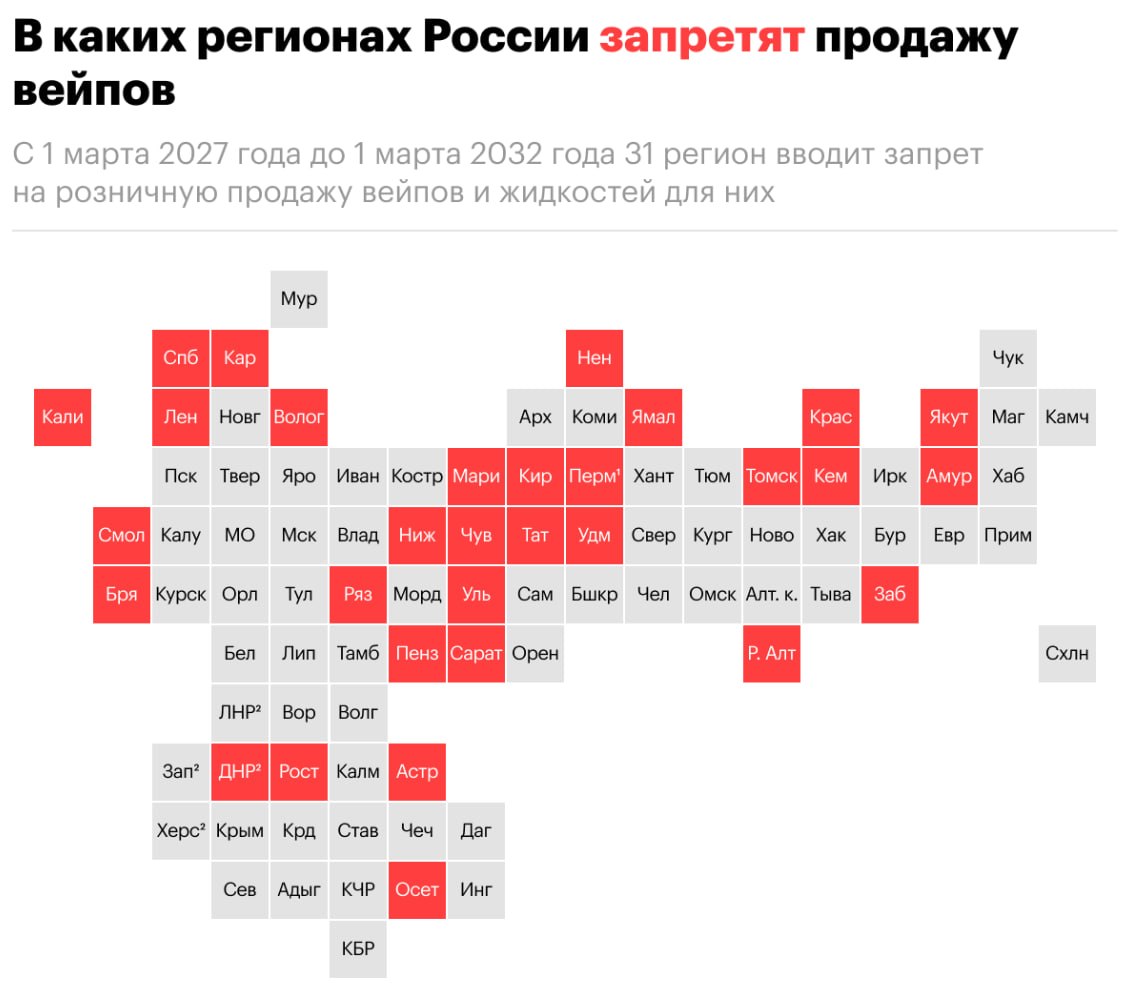 В каких регионах России запретят продажу
вейпов
С 1 марта 2027 года до 1 марта 2032 года 31 регион вводит запрет
на розничную продажу вейпов и жидкостей для них
Мур
Спб Кар Нен Чук
Кали Лен Новг Волог Арх Коми Ямал Крас Якут Маг Камч
Пск Твер Яро Иван Костр Мари Кир Перм¹ Хант Тюм Томск Кем Ирк Амур Хаб
Смол Калу МО Мск Влад Ниж Чув Тат Удм Свер Кург Ново Хак Бур Евр Прим
Бря Курск Орл Тул Ряз Морд Уль Сам Бшкр Чел Омск Алт. к. Тыва Заб
Бел Лип Тамб Пенз Сарат Орен Р. Алт Схлн
ЛНР² Вор Волг
Зап² ДНР² Рост Калм Астр
Херс² Крым Крд Став Чеч Даг
Сев Адыг КЧР Осет Инг
КБР